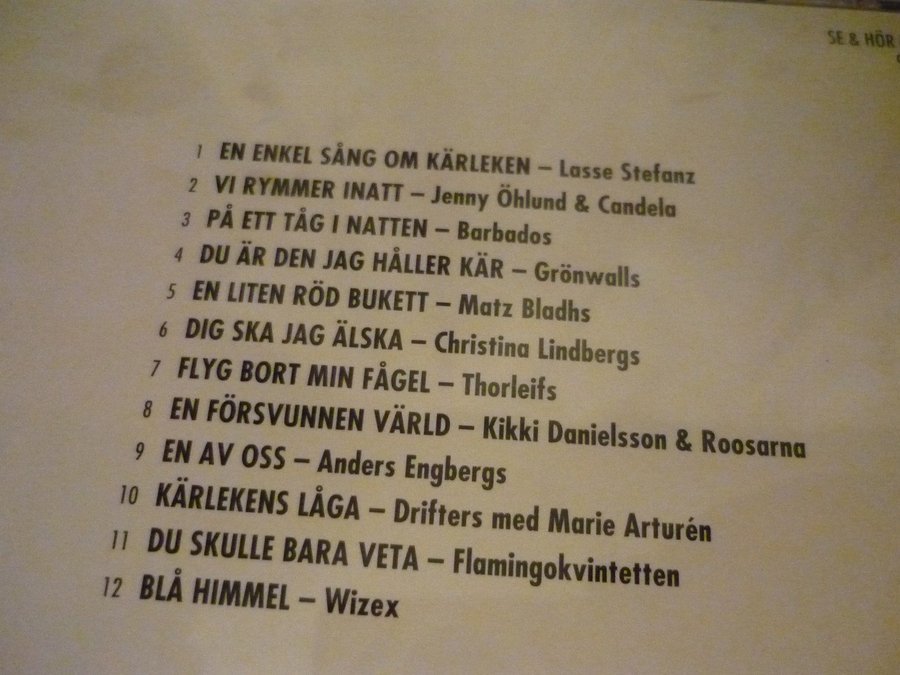 SE & HÖR
1 EN ENKEL SÅNG OM KÄRLEKEN – Lasse Stefanz
2 VI RYMMER INATT – Jenny Öhlund & Candela
3 PÅ ETT TÅG I NATTEN – Barbados
4 DU ÄR DEN JAG HÅLLER KÄR – Grönwalls
5 EN LITEN RÖD BUKETT – Matz Bladhs
6 DIG SKA JAG ÄLSKA – Christina Lindbergs
7 FLYG BORT MIN FÅGEL – Thorleifs
8 EN FÖRSVUNNEN VÄRLD – Kikki Danielsson & Roosarna
9 EN AV OSS – Anders Engbergs
10 KÄRLEKENS LÅGA – Drifters med Marie Arturén
11 DU SKULLE BARA VETA – Flamingokvintetten
12 BLÅ HIMMEL – Wizex